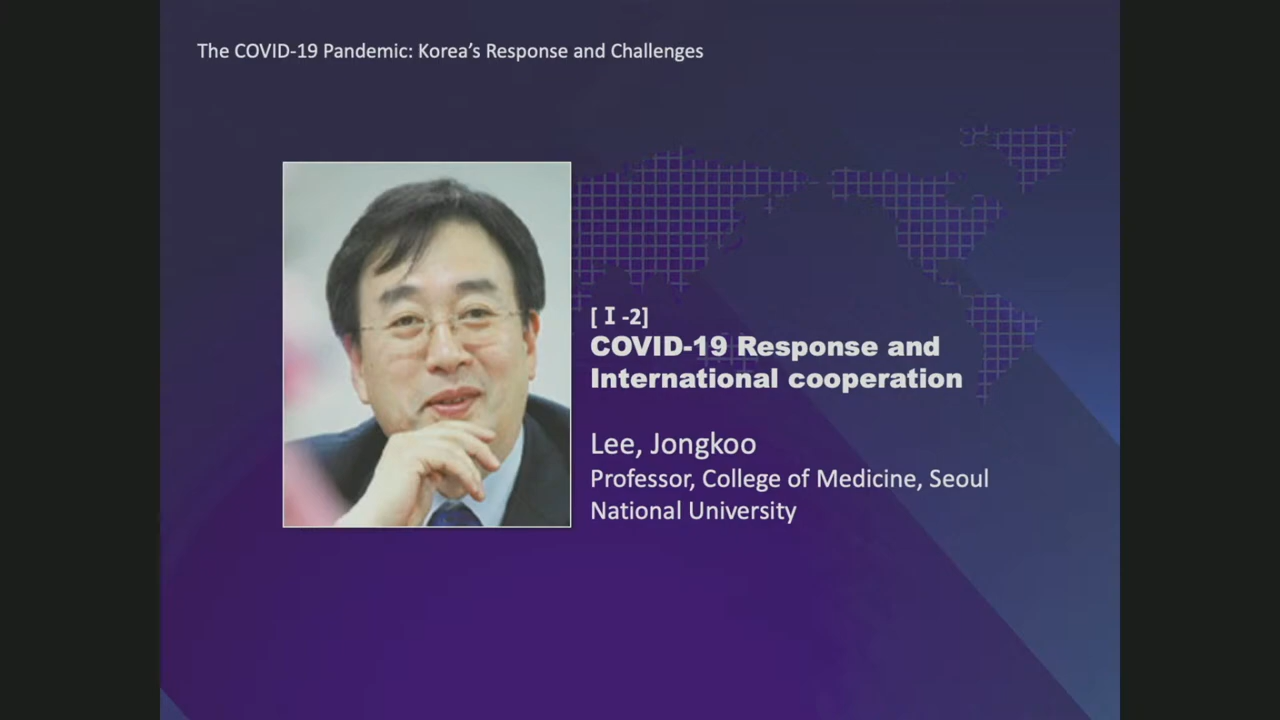 The COVID-19 Pandemic: Korea’s Response and Challenges
[Ⅰ-2]
COVID-19 Response and
International cooperation
Lee, Jongkoo
Professor, College of Medicine, Seoul
National University